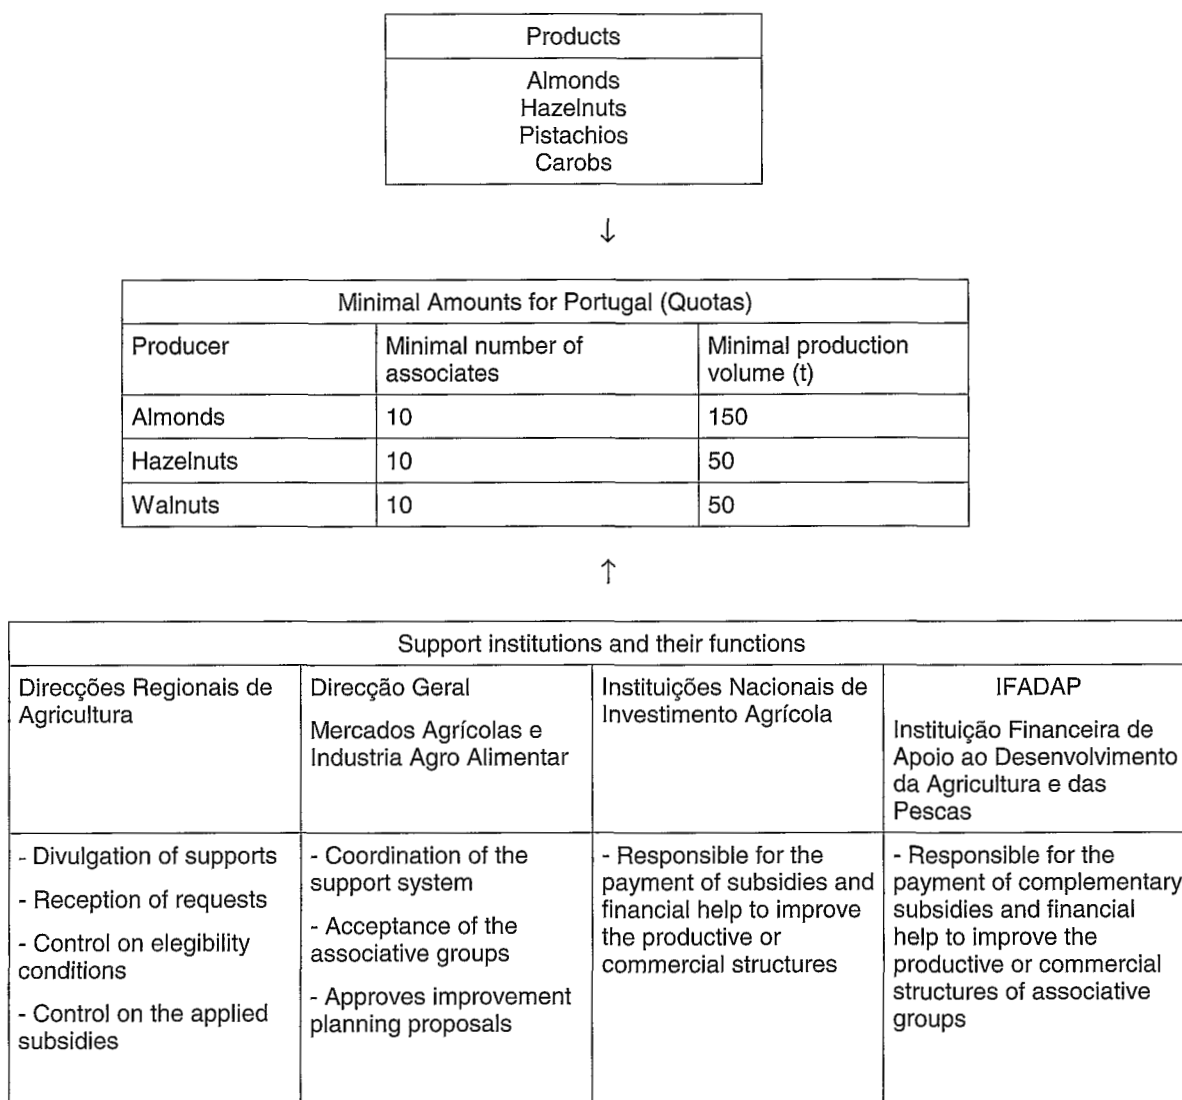 Products
Almonds
Hazelnuts
Pistachios
Carobs
↓
Minimal Amounts for Portugal (Quotas)
Producer
Minimal number of
associates
Minimal production
volume (t)
Almonds 10 150
Hazelnuts 10 50
Walnuts 10 50
↑
Support institutions and their functions
Direcções Regionais de
Agricultura
Direcção Geral
Mercados Agrícolas e
Industria Agro Alimentar
Instituições Nacionais de
Investimento Agrícola
IFADAP
Instituição Financeira de
Apoio ao Desenvolvimento
da Agricultura e das
Pescas
- Divulgation of supports
- Reception of requests
- Control on elegibility
conditions
- Control on the applied
subsidies
- Coordination of the
support system
- Acceptance of the
associative groups
- Approves improvement
planning proposals
- Responsible for the
payment of subsidies and
financial help to improve
the productive or
commercial structures
- Responsible for the
payment of complementary
subsidies and financial
help to improve the
productive or commercial
structures of associative
groups